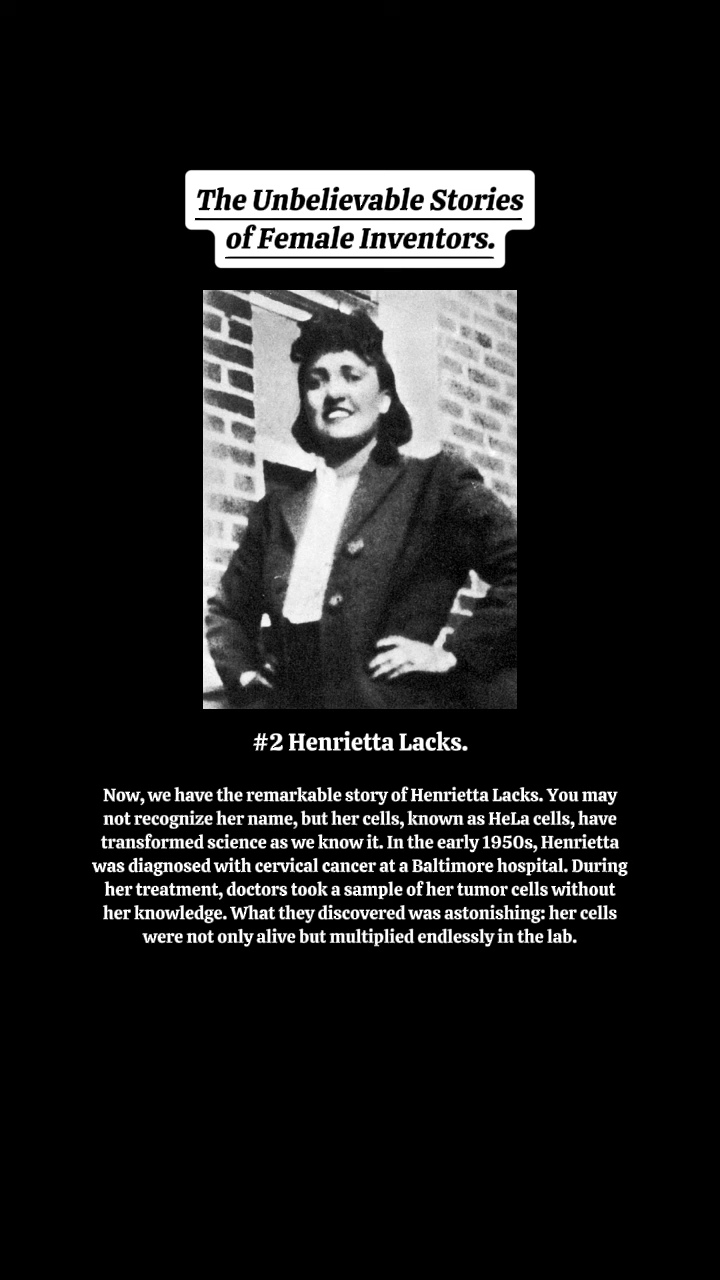 The Unbelievable Stories
of Female Inventors.
#2 Henrietta Lacks.
Now, we have the remarkable story of Henrietta Lacks. You may
not recognize her name, but her cells, known as HeLa cells, have
transformed science as we know it. In the early 1950s, Henrietta
was diagnosed with cervical cancer at a Baltimore hospital. During
her treatment, doctors took a sample of her tumor cells without
her knowledge. What they discovered was astonishing: her cells
were not only alive but multiplied endlessly in the lab.